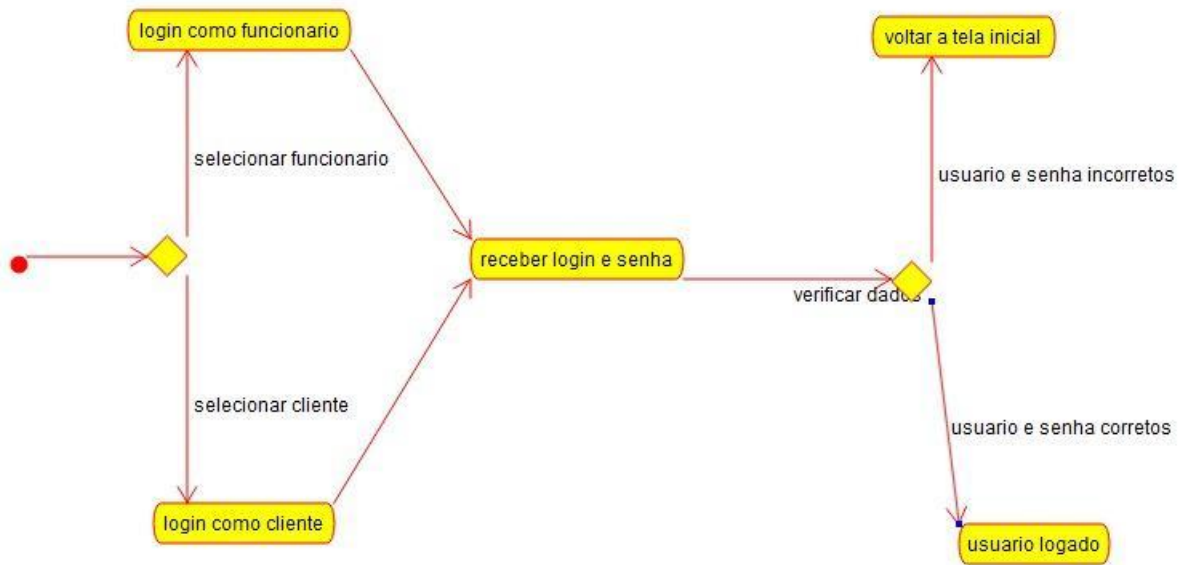 login como funcionario
voltar a tela inicial
selecionar funcionario
usuario e senha incorretos
receber login e senha
verificar dados
selecionar cliente
usuario e senha corretos
login como cliente
usuario logado